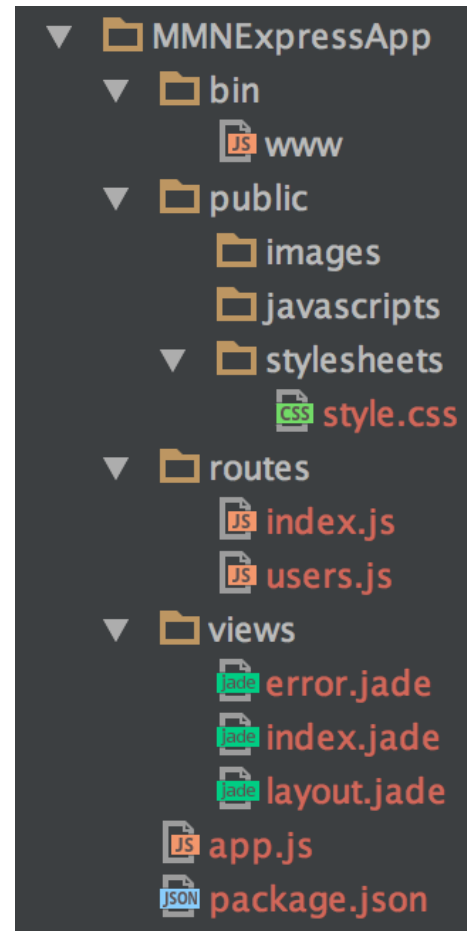 MMNExpressApp
bin
JS www
public
images
javascripts
stylesheets
CSS style.css
routes
JS index.js
JS users.js
views
jade error.jade
jade index.jade
jade layout.jade
JS app.js
JSON package.json